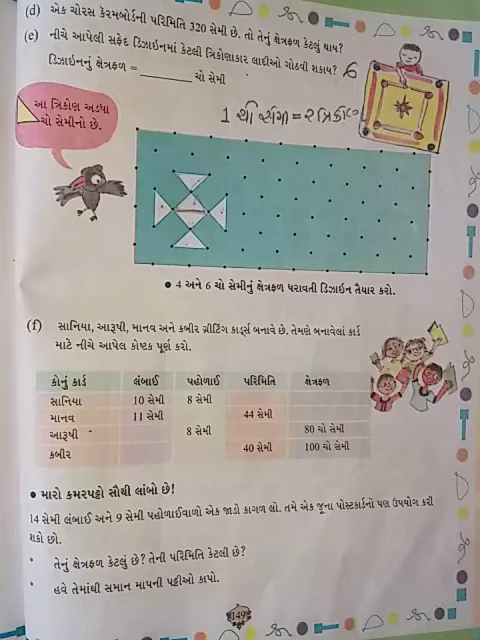 (d) એક ચોરસ કૅરમબોર્ડની પરિમિતિ 320 સેમી છે. તો તેનું ક્ષેત્રફળ કેટલું થાય?
(e) નીચે આપેલી સફેદ ડિઝાઇનમાં કેટલી ત્રિકોણાકાર લાદીઓ ગોઠવી શકાય? 6
ડિઝાઇનનું ક્ષેત્રફળ = ________ ચો સેમી
1 ચો સેમી = ર ત્રિકોણ
આ ત્રિકોણ અડધા
ચો સેમીનો છે.
● 4 અને 6 ચો સેમીનું ક્ષેત્રફળ ધરાવતી ડિઝાઇન તૈયાર કરો.
(f) સાનિયા, આરૂષી, માનવ અને કબીર ગ્રીટિંગ કાર્ડ્સ બનાવે છે. તેમણે બનાવેલાં કાર્ડ
માટે નીચે આપેલ કોષ્ટક પૂર્ણ કરો.
કોનું કાર્ડ લંબાઈ પહોળાઈ પરિમિતિ ક્ષેત્રફળ
સાનિયા 10 સેમી 8 સેમી
માનવ 11 સેમી 44 સેમી
આરૂષી 8 સેમી 80 ચો સેમી
કબીર 40 સેમી 100 ચો સેમી
● મારો કમરપટ્ટો સૌથી લાંબો છે!
14 સેમી લંબાઈ અને 9 સેમી પહોળાઈવાળો એક જાડો કાગળ લો. તમે એક જૂના પોસ્ટકાર્ડનો પણ ઉપયોગ કરી
શકો છો.
* તેનું ક્ષેત્રફળ કેટલું છે? તેની પરિમિતિ કેટલી છે?
* હવે તેમાંથી સમાન માપની પટ્ટીઓ કાપો.
149